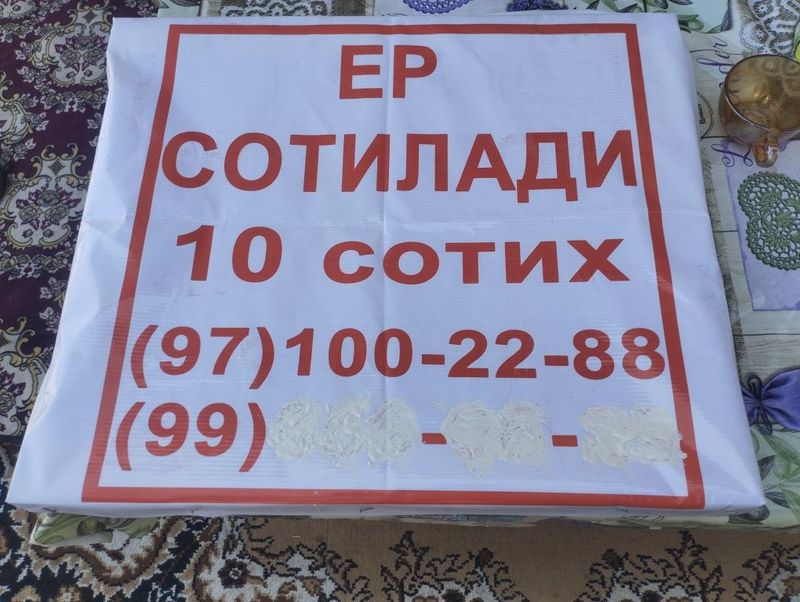 ЕР
СОТИЛАДИ
10 сотих
(97)100-22-88
(99)